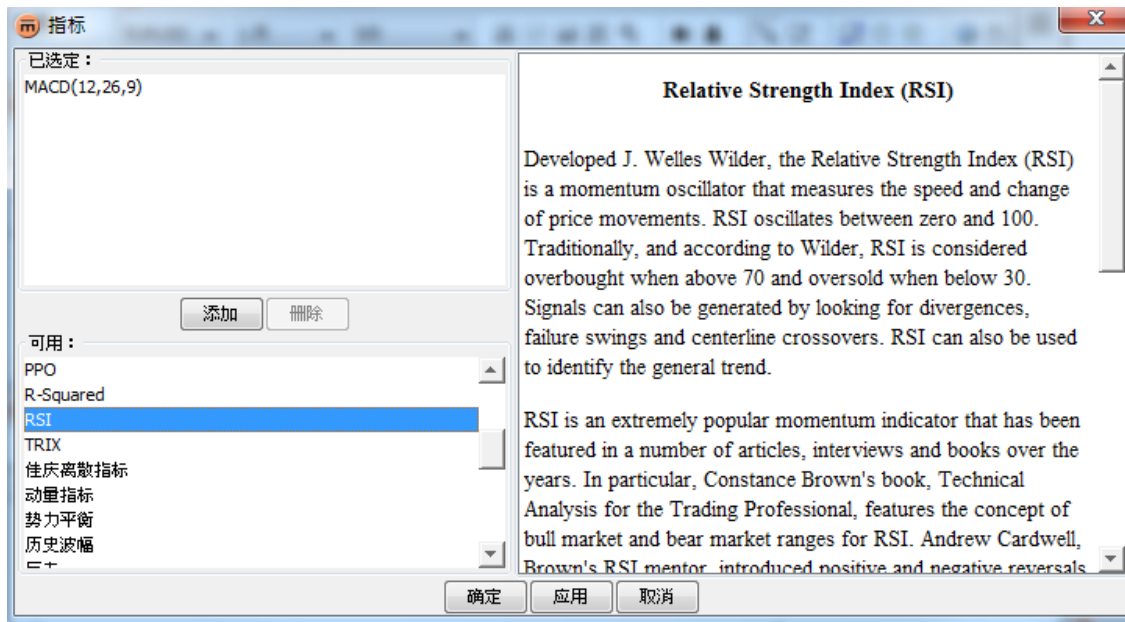 指标
已选定：
MACD(12,26,9)
添加
删除
可用：
PPO
R-Squared
RSI
TRIX
佳庆离散指标
动量指标
势力平衡
历史波幅
Relative Strength Index (RSI)
Developed J. Welles Wilder, the Relative Strength Index (RSI)
is a momentum oscillator that measures the speed and change
of price movements. RSI oscillates between zero and 100.
Traditionally, and according to Wilder, RSI is considered
overbought when above 70 and oversold when below 30.
Signals can also be generated by looking for divergences,
failure swings and centerline crossovers. RSI can also be used
to identify the general trend.
RSI is an extremely popular momentum indicator that has been
featured in a number of articles, interviews and books over the
years. In particular, Constance Brown's book, Technical
Analysis for the Trading Professional, features the concept of
bull market and bear market ranges for RSI. Andrew Cardwell,
Brown's RSI mentor, introduced positive and negative reversals
确定
应用
取消